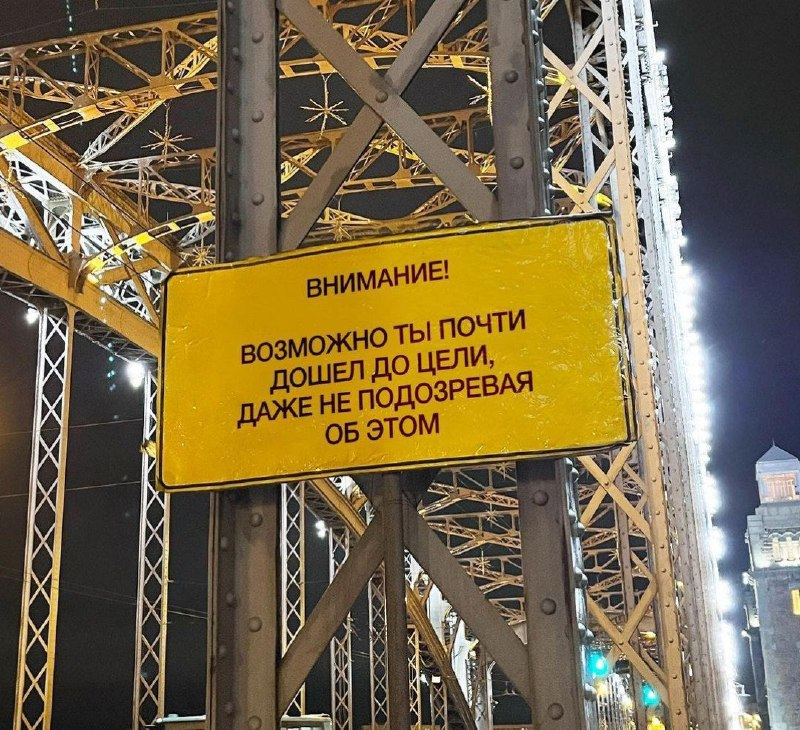 ВНИМАНИЕ!
ВОЗМОЖНО ТЫ ПОЧТИ
ДОШЕЛ ДО ЦЕЛИ,
ДАЖЕ НЕ ПОДОЗРЕВАЯ
ОБ ЭТОМ